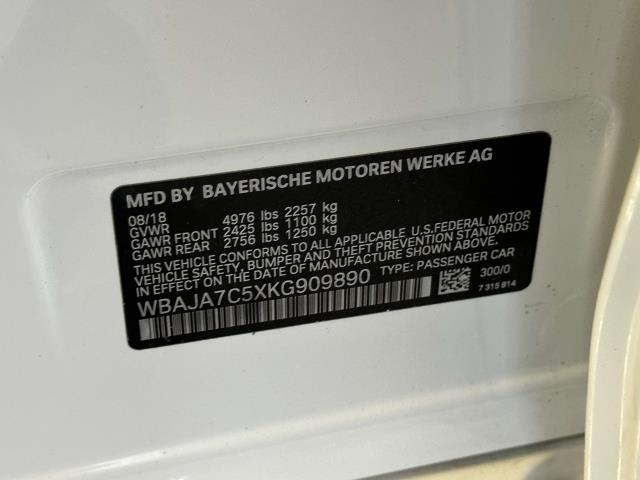 MFD BY BAYERISCHE MOTOREN WERKE AG
08/18
GVWR 4976 lbs 2257 kg
GAWR FRONT 2425 lbs 1100 kg
GAWR REAR 2756 lbs 1250 kg
THIS VEHICLE CONFORMS TO ALL APPLICABLE U.S.FEDERAL MOTOR
VEHICLE SAFETY, BUMPER AND THEFT PREVENTION STANDARDS
IN EFFECT ON THE DATE OF MANUFACTURE SHOWN ABOVE.
WBAJA7C5XKG909890 TYPE: PASSENGER CAR
300/0
7 315 814